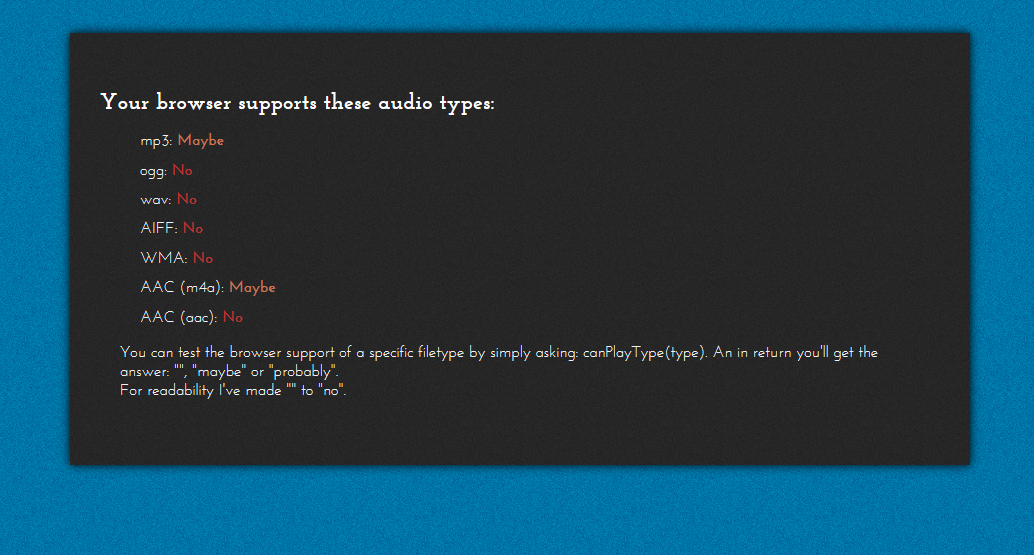 Your browser supports these audio types:
mp3: Maybe
ogg: No
wav: No
AIFF: No
WMA: No
AAC (m4a): Maybe
AAC (aac): No
You can test the browser support of a specific filetype by simply asking: canPlayType(type). An in return you'll get the
answer: "", "maybe" or "probably".
For readability I've made "" to "no".